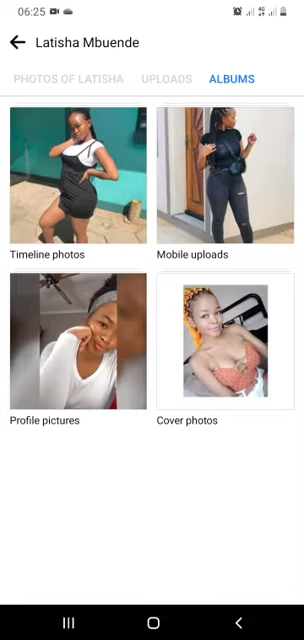 06:25
Latisha Mbuende
PHOTOS OF LATISHA UPLOADS ALBUMS
Timeline photos Mobile uploads
Profile pictures Cover photos